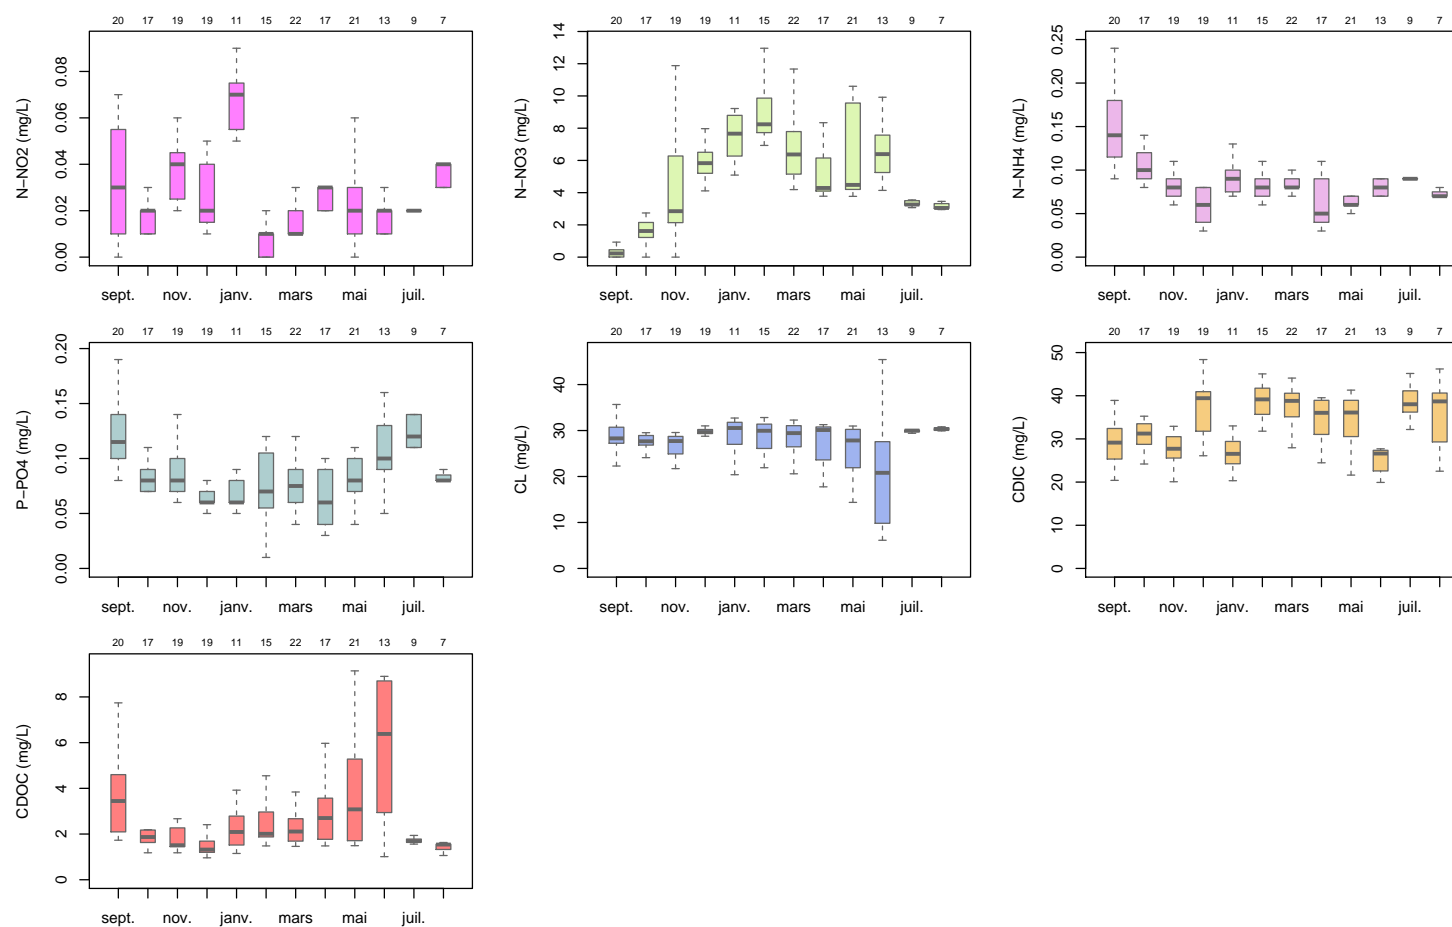 20 17 19 19 11 15 22 17 21 13 9 7
N−NO2 (mg/L)
0.00 0.02 0.04 0.06 0.08
sept. nov. janv. mars mai juil.
20 17 19 19 11 15 22 17 21 13 9 7
N−NO3 (mg/L)
0 2 4 6 8 10 12 14
sept. nov. janv. mars mai juil.
20 17 19 19 11 15 22 17 21 13 9 7
N−NH4 (mg/L)
0.00 0.05 0.10 0.15 0.20 0.25
sept. nov. janv. mars mai juil.
20 17 19 19 11 15 22 17 21 13 9 7
P−PO4 (mg/L)
0.00 0.05 0.10 0.15 0.20
sept. nov. janv. mars mai juil.
20 17 19 19 11 15 22 17 21 13 9 7
CL (mg/L)
0 10 20 30 40
sept. nov. janv. mars mai juil.
20 17 19 19 11 15 22 17 21 13 9 7
CDIC (mg/L)
0 10 20 30 40 50
sept. nov. janv. mars mai juil.
20 17 19 19 11 15 22 17 21 13 9 7
CDOC (mg/L)
0 2 4 6 8
sept. nov. janv. mars mai juil.